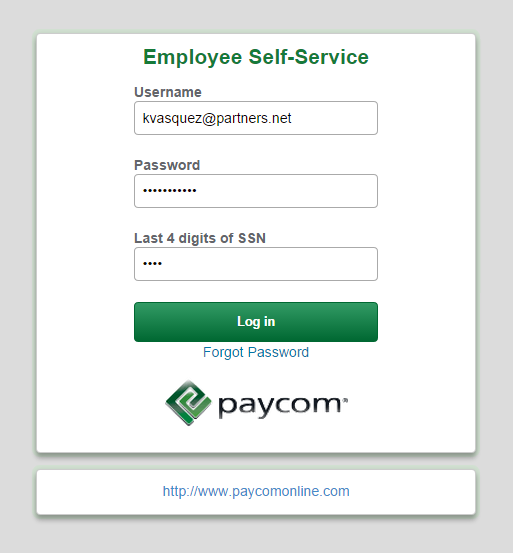 Employee Self-Service
Username
kvasquez@partners.net
Password
•••••••••••
Last 4 digits of SSN
••••
Log in
Forgot Password
paycom®
http://www.paycomonline.com